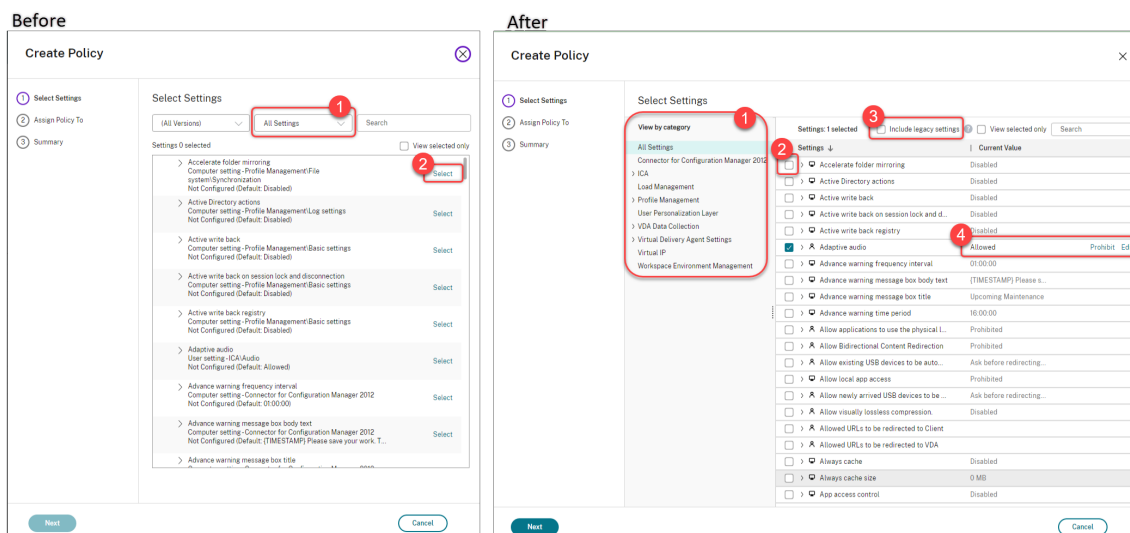 Before
Create Policy
1 Select Settings
2 Assign Policy To
3 Summary
Select Settings
1
(All Versions) All Settings Search
Settings 0 selected View selected only
2
Accelerate folder mirroring
Computer setting - Profile Management\File
system\Synchronization
Not Configured (Default: Disabled)
Select
Active Directory actions
Computer setting - Profile Management\Log settings
Not Configured (Default: Disabled)
Select
Active write back
Computer setting - Profile Management\Basic settings
Not Configured (Default: Disabled)
Select
Active write back on session lock and disconnection
Computer setting - Profile Management\Basic settings
Not Configured (Default: Disabled)
Select
Active write back registry
Computer setting - Profile Management\Basic settings
Not Configured (Default: Disabled)
Select
Adaptive audio
User setting - ICA\Audio
Not Configured (Default: Allowed)
Select
Advance warning frequency interval
Computer setting - Connector for Configuration Manager 2012
Not Configured (Default: 01:00:00)
Select
Advance warning message box body text
Computer setting - Connector for Configuration Manager 2012
Not Configured (Default: {TIMESTAMP} Please save your work. T...
Select
Advance warning message box title
Next Cancel
After
Create Policy
1 Select Settings
2 Assign Policy To
3 Summary
Select Settings
1
View by category
All Settings
Connector for Configuration Manager 2012
ICA
Load Management
Profile Management
User Personalization Layer
VDA Data Collection
Virtual Delivery Agent Settings
Virtual IP
Workspace Environment Management
3
Settings: 1 selected Include legacy settings View selected only Search
2
Settings ↓ Current Value
Accelerate folder mirroring Disabled
Active Directory actions Disabled
Active write back Disabled
Active write back on session lock and d... Disabled
Active write back registry Disabled
4
Adaptive audio Allowed Prohibit Ed
Advance warning frequency interval 01:00:00
Advance warning message box body text {TIMESTAMP} Please s...
Advance warning message box title Upcoming Maintenance
Advance warning time period 16:00:00
Allow applications to use the physical l... Prohibited
Allow Bidirectional Content Redirection Prohibited
Allow existing USB devices to be auto... Ask before redirecting...
Allow local app access Prohibited
Allow newly arrived USB devices to be ... Ask before redirecting...
Allow visually lossless compression. Disabled
Allowed URLs to be redirected to Client
Allowed URLs to be redirected to VDA
Always cache Disabled
Always cache size 0 MB
App access control Disabled
Next Cancel